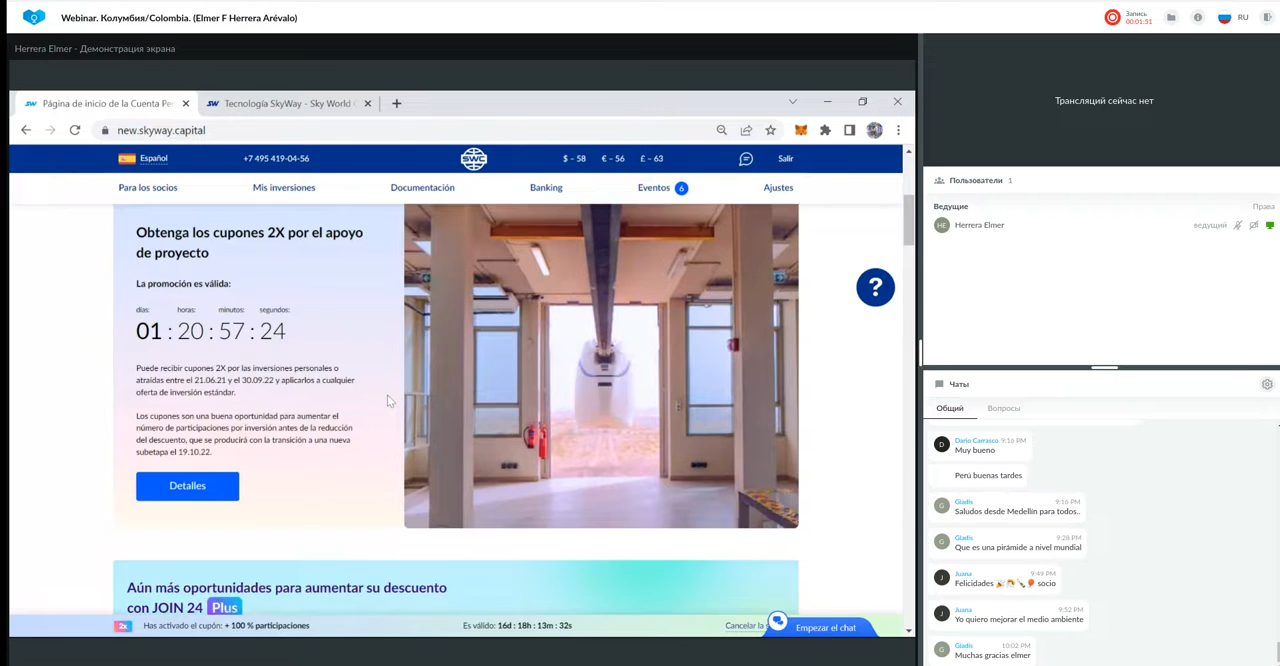 Webinar. Колумбия/Colombia. (Elmer F Herrera Arévalo)
Запись
00:01:51
RU
Herrera Elmer - Демонстрация экрана
Página de inicio de la Cuenta Pe
Tecnología SkyWay - Sky World C
new.skyway.capital
Español
+7 495 419-04-56
SWC
$ – 58
€ – 56
£ – 63
Salir
Para los socios
Mis inversiones
Documentación
Banking
Eventos 6
Ajustes
Obtenga los cupones 2X por el apoyo
de proyecto
La promoción es válida:
días: horas: minutos: segundos:
01 : 20 : 57 : 24
Puede recibir cupones 2X por las inversiones personales o
atraídas entre el 21.06.21 y el 30.09.22 y aplicarlos a cualquier
oferta de inversión estándar.
Los cupones son una buena oportunidad para aumentar el
número de participaciones por inversión antes de la reducción
del descuento, que se producirá con la transición a una nueva
subetapa el 19.10.22.
Detalles
?
Aún más oportunidades para aumentar su descuento
con JOIN 24 Plus
2x
Has activado el cupón: + 100 % participaciones
Es válido: 16d : 18h : 13m : 32s
Cancelar la s
Empezar el chat
Трансляций сейчас нет
Пользователи 1
Ведущие
Права
HE
Herrera Elmer
ведущий
Чаты
Общий
Вопросы
D
Dario Carrasco 9:16 PM
Muy bueno
Perú buenas tardes
G
Gladis 9:16 PM
Saludos desde Medellín para todos..
G
Gladis 9:28 PM
Que es una pirámide a nivel mundial
J
Juana 9:49 PM
Felicidades 🎉🎊🍾🎈 socio
J
Juana 9:52 PM
Yo quiero mejorar el medio ambiente
G
Gladis 10:02 PM
Muchas gracias elmer